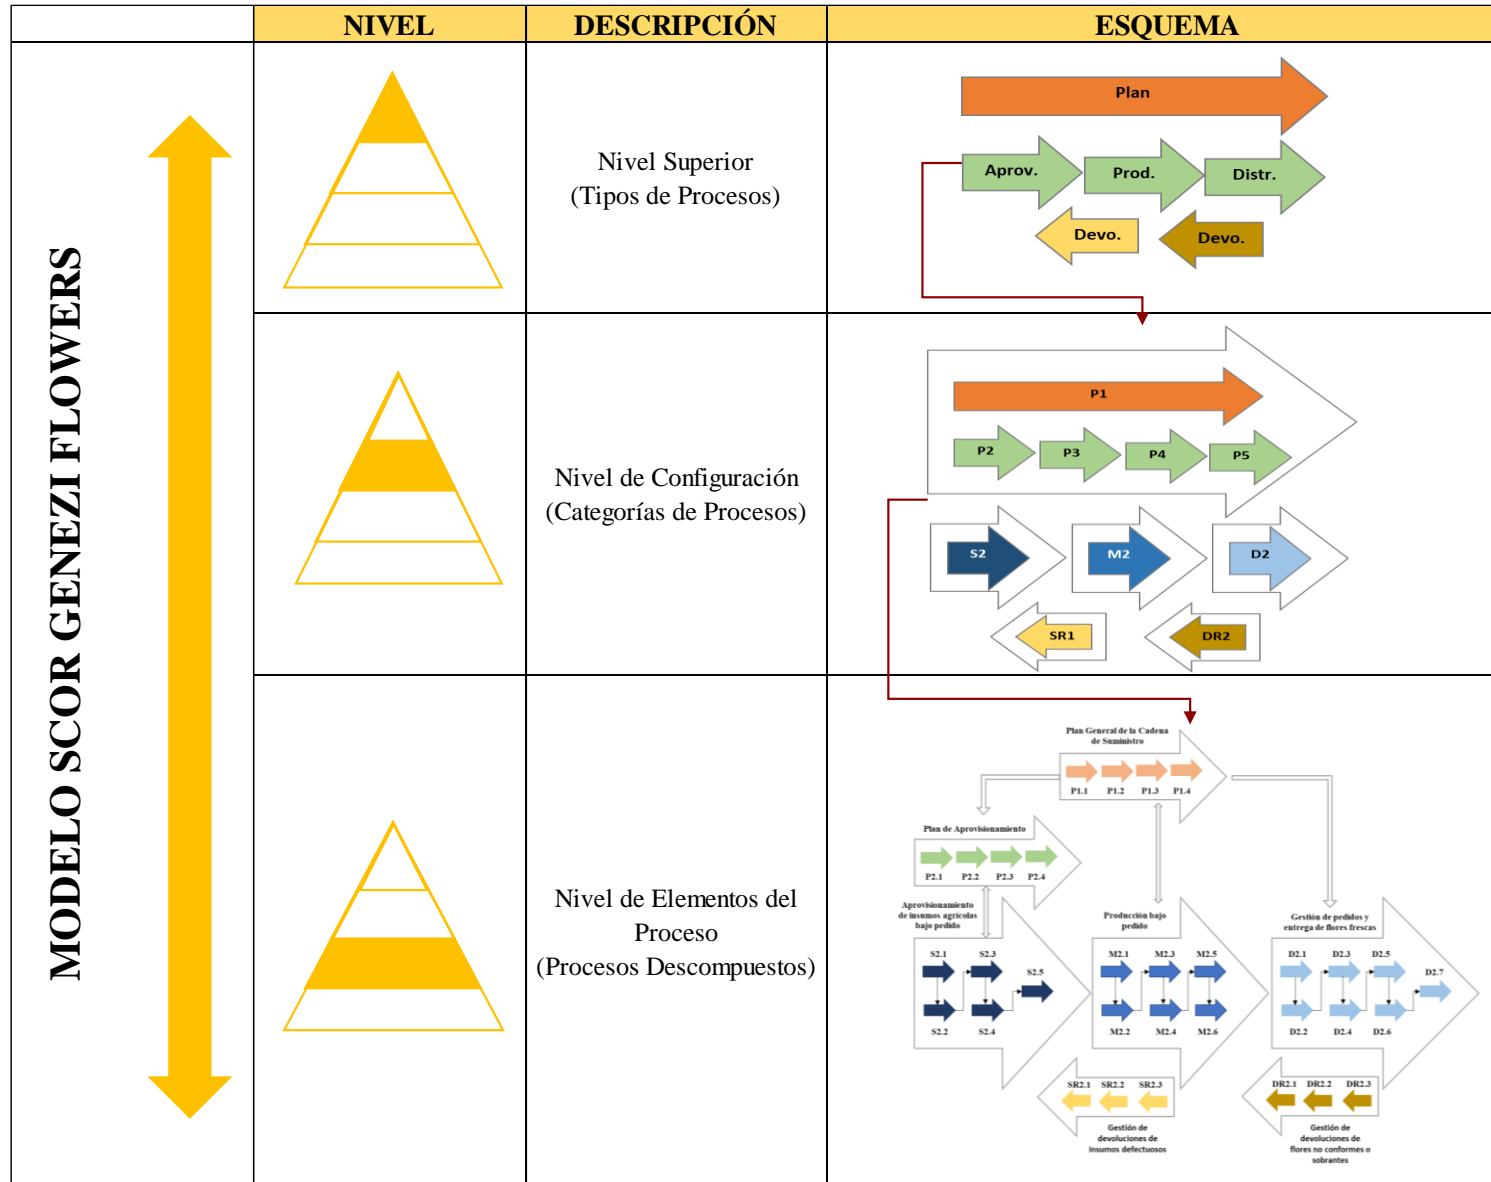 NIVEL
DESCRIPCIÓN
ESQUEMA
MODELO SCOR GENEZI FLOWERS
Nivel Superior
(Tipos de Procesos)
Plan
Aprov.
Prod.
Distr.
Devo.
Devo.
Nivel de Configuración
(Categorías de Procesos)
P1
P2
P3
P4
P5
S2
M2
D2
SR1
DR2
Nivel de Elementos del
Proceso
(Procesos Descompuestos)
Plan General de la Cadena
de Suministro
P1.1
P1.2
P1.3
P1.4
Plan de Aprovisionamiento
P2.1
P2.2
P2.3
P2.4
Aprovisionamiento
de insumos agrícolas
bajo pedido
S2.1
S2.3
S2.5
S2.2
S2.4
Producción bajo
pedido
M2.1
M2.3
M2.5
M2.2
M2.4
M2.6
Gestión de pedidos y
entrega de flores frescas
D2.1
D2.3
D2.5
D2.7
D2.2
D2.4
D2.6
SR2.1
SR2.2
SR2.3
Gestión de
devoluciones de
insumos defectuosos
DR2.1
DR2.2
DR2.3
Gestión de
devoluciones de
flores no conformes o
sobrantes